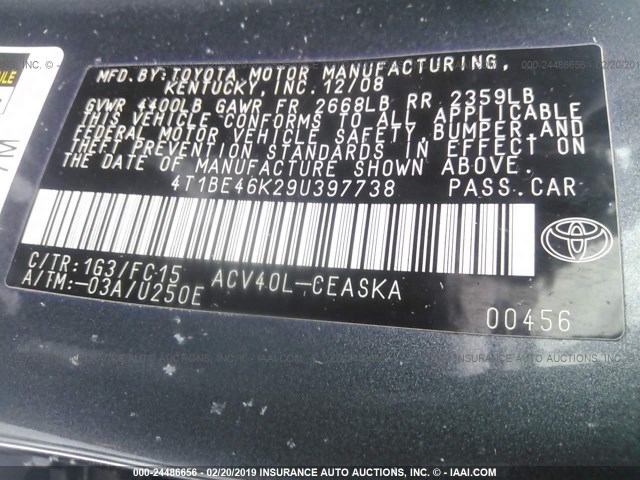 MFD.BY:TOYOTA MOTOR MANUFACTURING,
KENTUCKY, INC. 12/08
GVWR 4400LB GAWR FR 2668LB RR 2359LB
THIS VEHICLE CONFORMS TO ALL APPLICABLE
FEDERAL MOTOR VEHICLE SAFETY, BUMPER, AND
THEFT PREVENTION STANDARDS IN EFFECT ON
THE DATE OF MANUFACTURE SHOWN ABOVE.
4T1BE46K29U397738 PASS.CAR
C/TR:1G3/FC15 ACV40L-CEASKA
A/TM:-03A/U250E
00456
000-24486656 - 02/20/2019 INSURANCE AUTO AUCTIONS, INC. - © - IAAI.COM